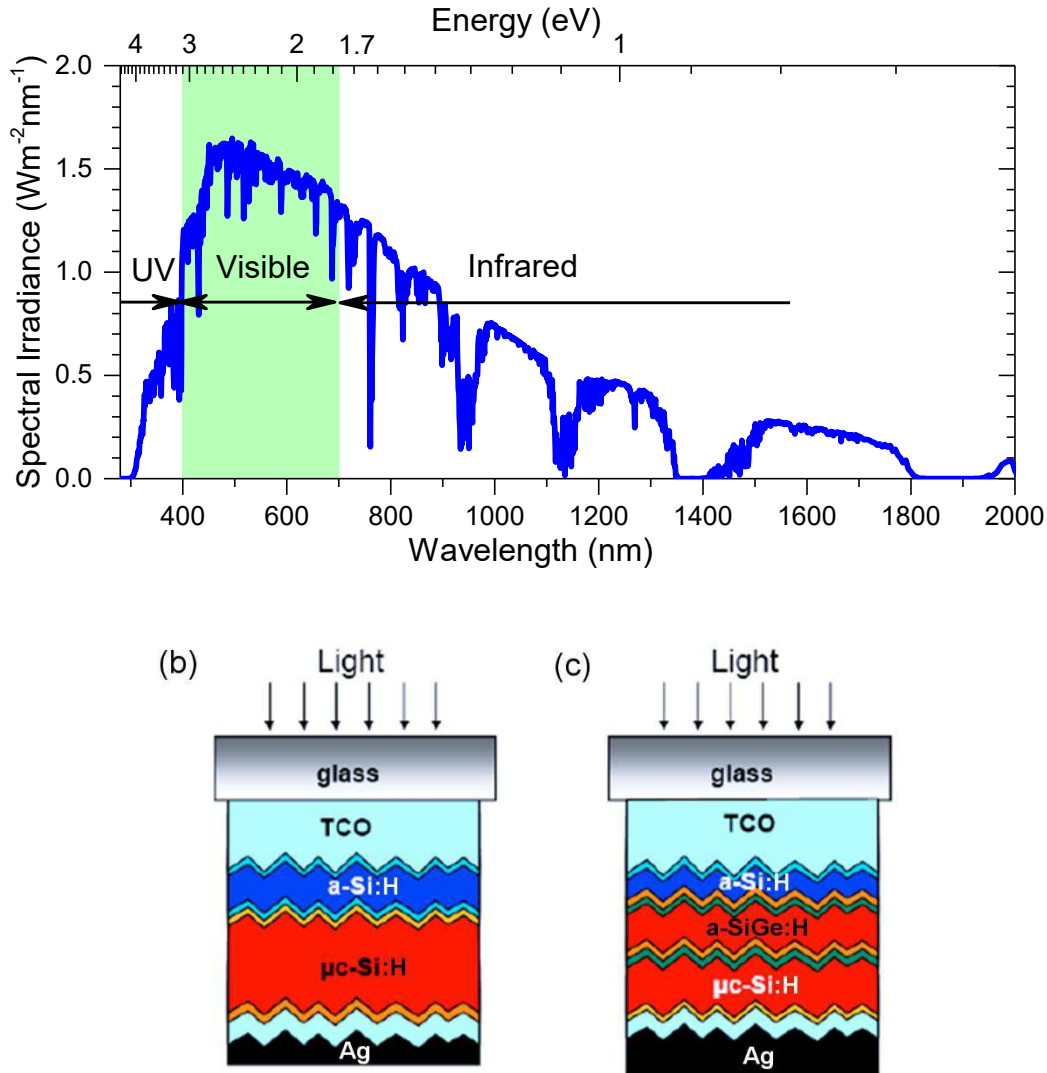 Energy (eV)
4 3 2 1.7 1
2.0
1.5
1.0
0.5
0.0
Spectral Irradiance (Wm⁻²nm⁻¹)
UV Visible Infrared
400 600 800 1000 1200 1400 1600 1800 2000
Wavelength (nm)
(b) Light
glass
TCO
a-Si:H
µc-Si:H
Ag
(c) Light
glass
TCO
a-Si:H
a-SiGe:H
µc-Si:H
Ag